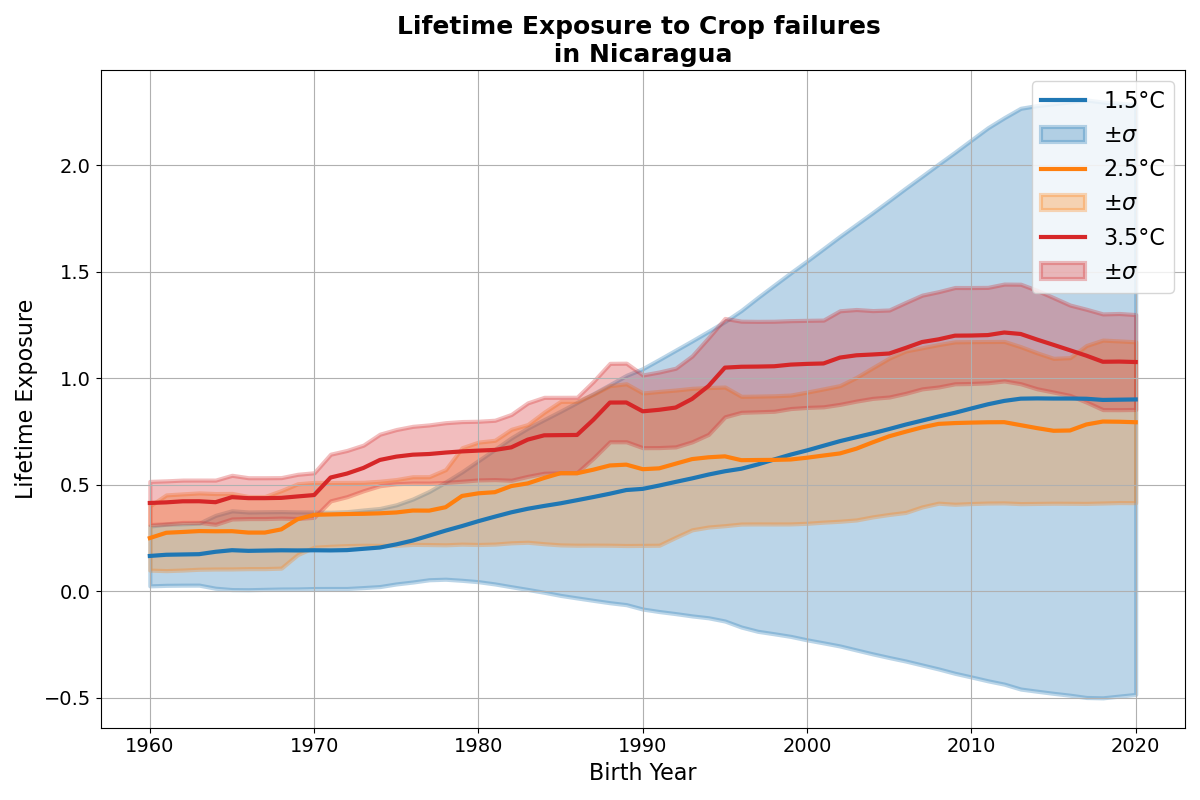 Lifetime Exposure to Crop failures
in Nicaragua
1.5°C
±σ
2.5°C
±σ
3.5°C
±σ
Lifetime Exposure
2.0
1.5
1.0
0.5
0.0
−0.5
1960
1970
1980
1990
2000
2010
2020
Birth Year